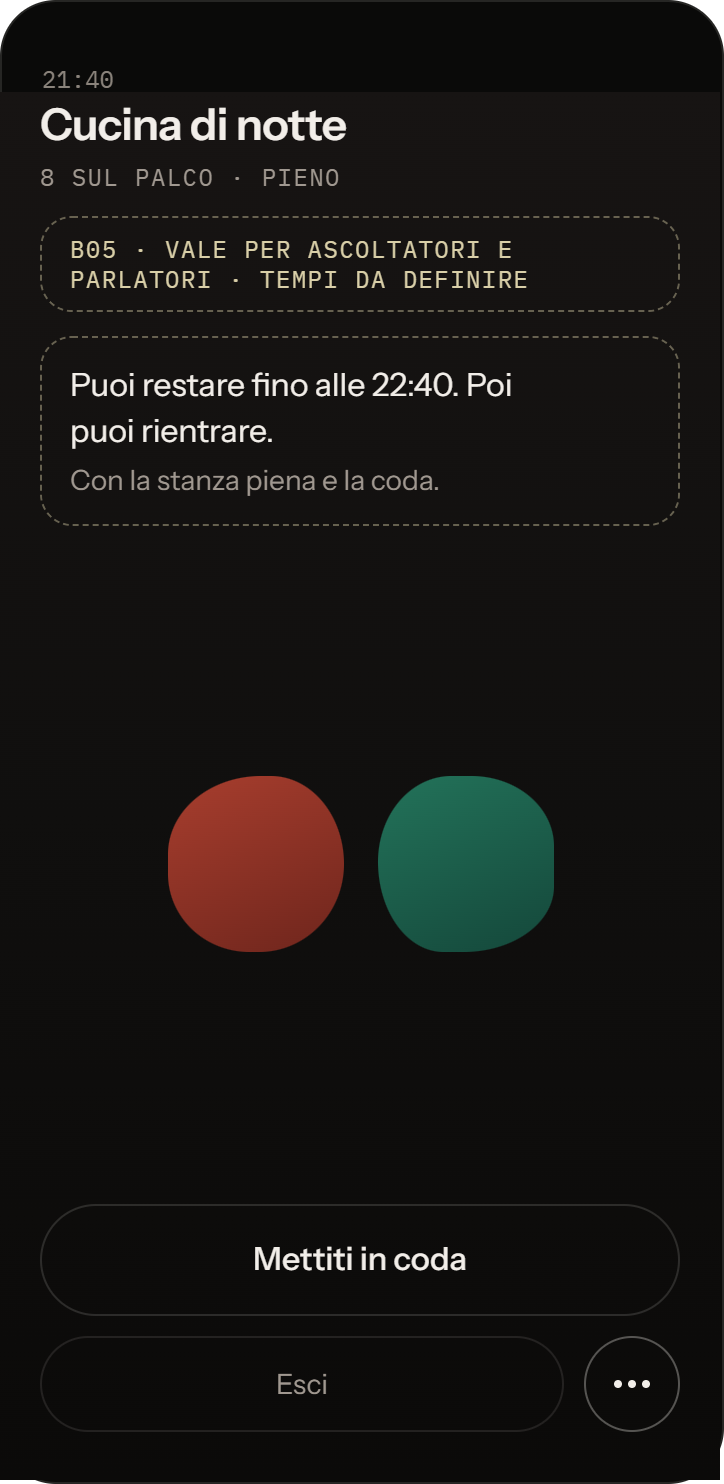 21:40
Cucina di notte
8 SUL PALCO · PIENO
B05 · VALE PER ASCOLTATORI E
PARLATORI · TEMPI DA DEFINIRE
Puoi restare fino alle 22:40. Poi
puoi rientrare.
Con la stanza piena e la coda.
Mettiti in coda
Esci